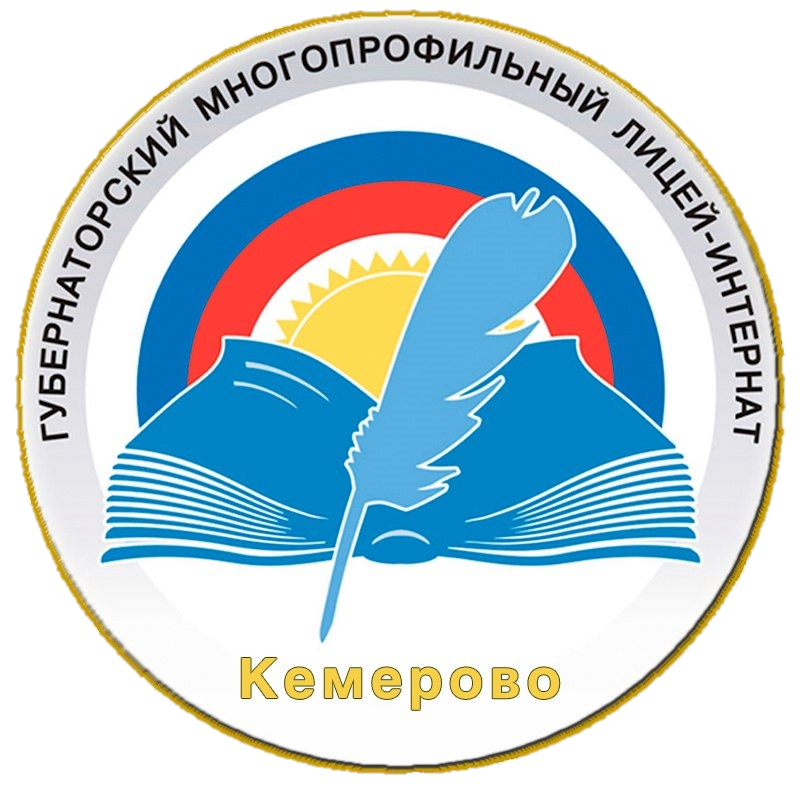 ГУБЕРНАТОРСКИЙ МНОГОПРОФИЛЬНЫЙ ЛИЦЕЙ-ИНТЕРНАТ
Кемерово